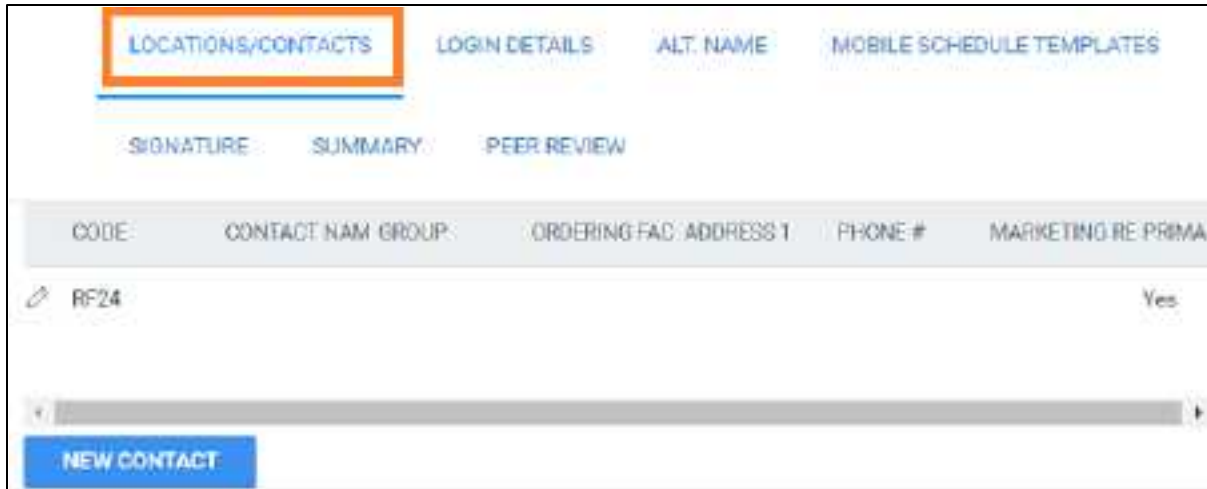 LOCATIONS/CONTACTS LOGIN DETAILS ALT. NAME MOBILE SCHEDULE TEMPLATES
SIGNATURE SUMMARY PEER REVIEW
CODE CONTACT NAM GROUP ORDERING FAC ADDRESS 1 PHONE # MARKETING RE PRIMA
RF24 Yes
NEW CONTACT